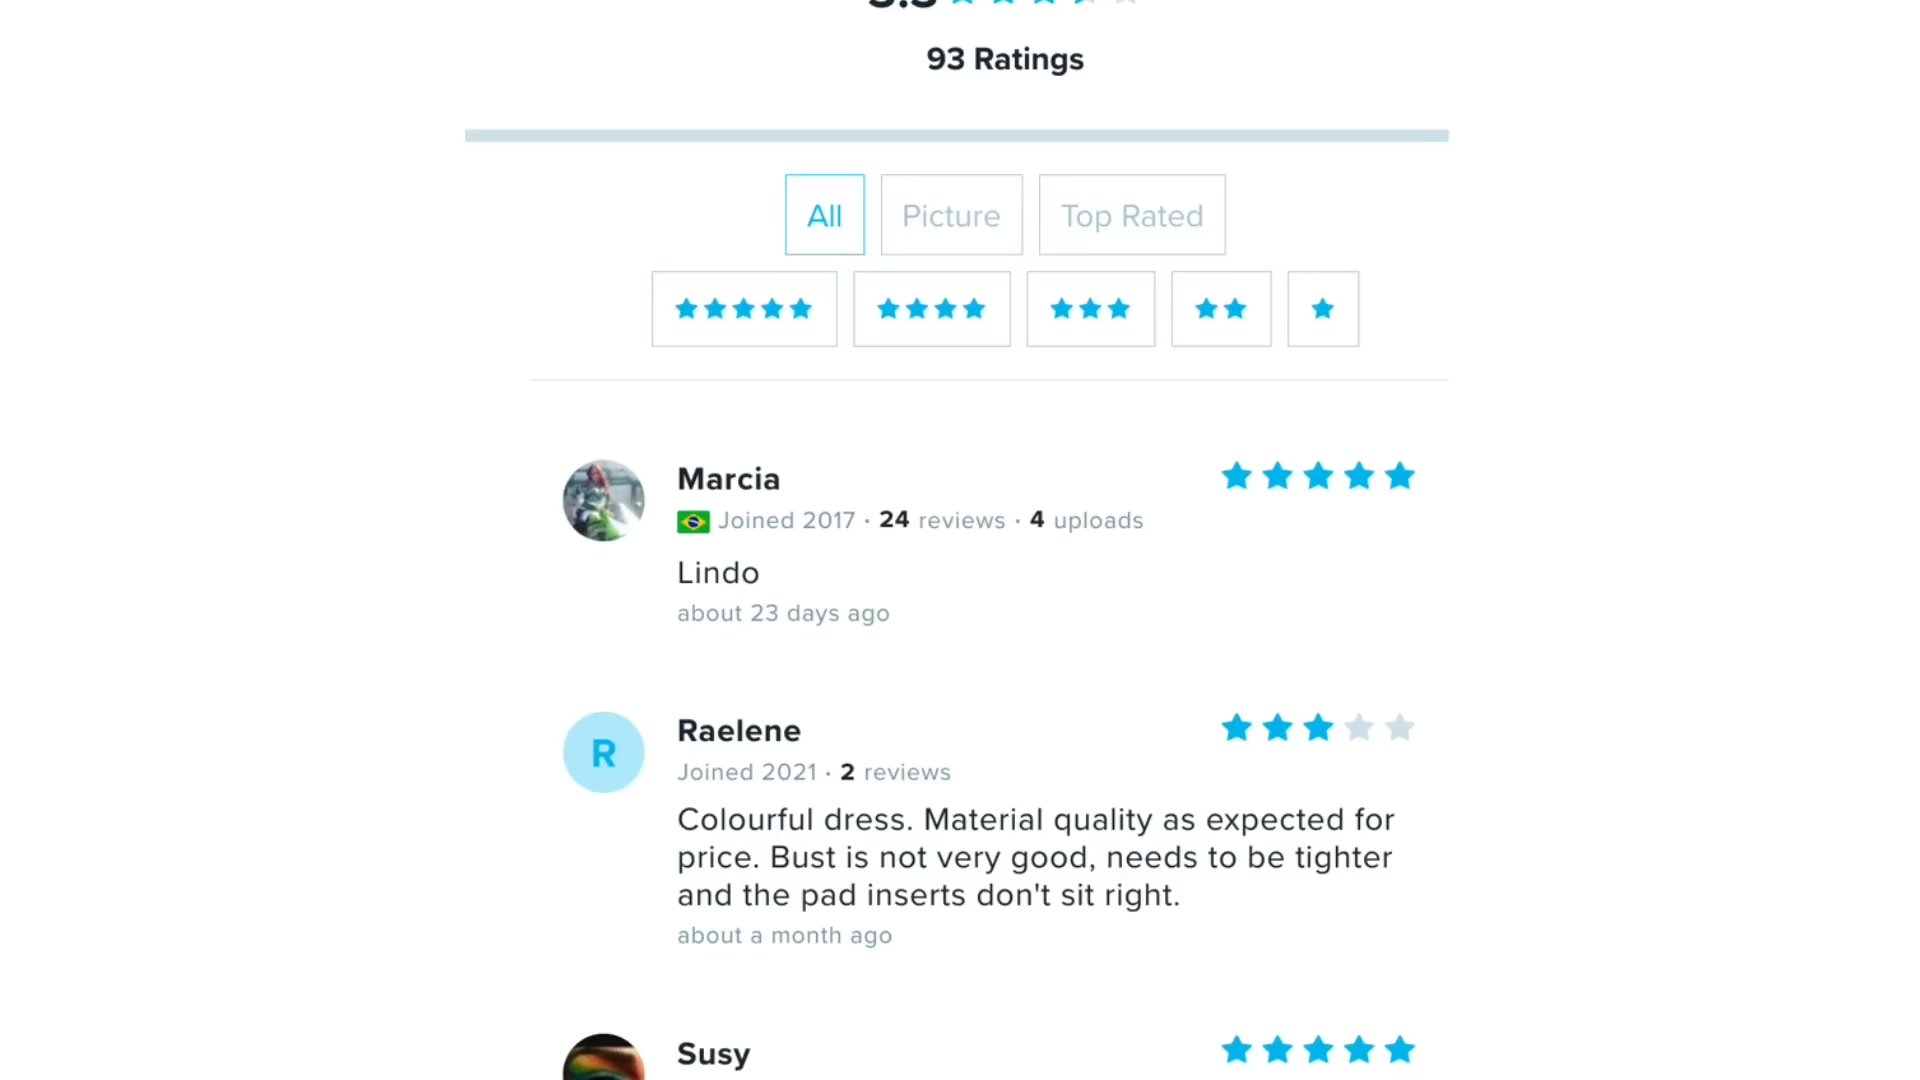 93 Ratings
All
Picture
Top Rated
Marcia
Joined 2017 · 24 reviews · 4 uploads
Lindo
about 23 days ago
R
Raelene
Joined 2021 · 2 reviews
Colourful dress. Material quality as expected for
price. Bust is not very good, needs to be tighter
and the pad inserts don't sit right.
about a month ago
Susy